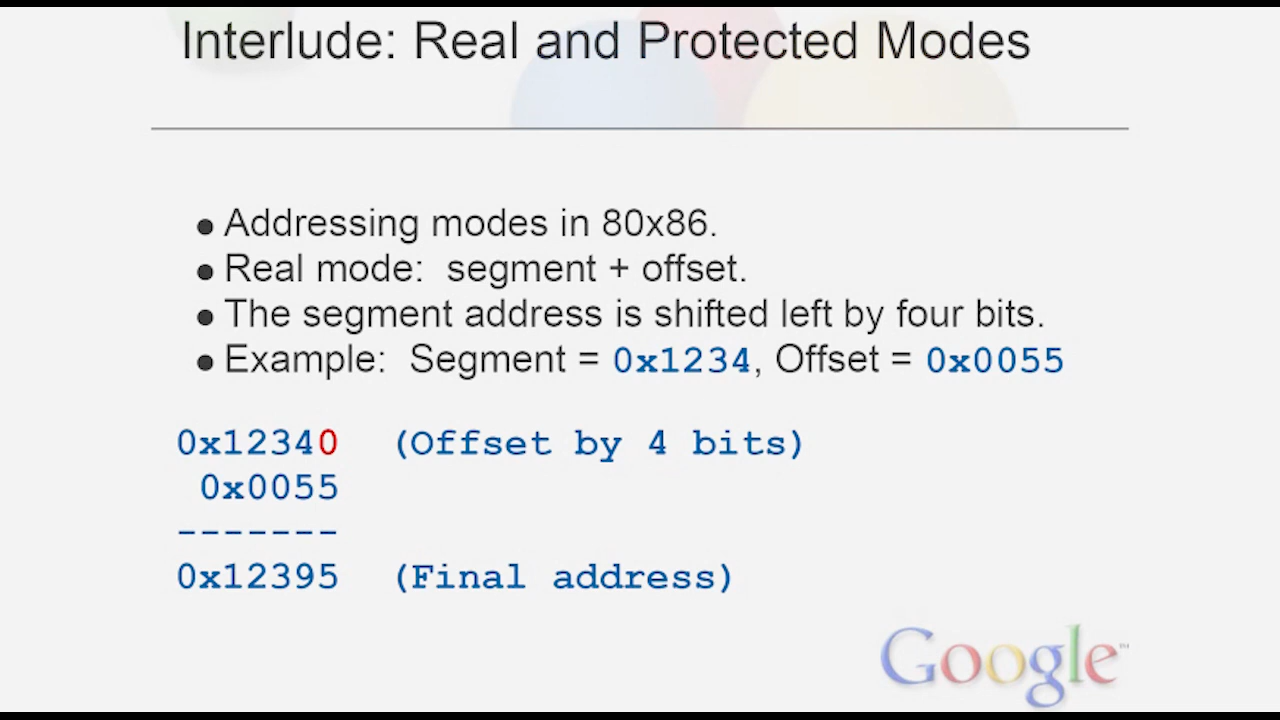 Interlude: Real and Protected Modes
● Addressing modes in 80x86.
● Real mode:  segment + offset.
● The segment address is shifted left by four bits.
● Example:  Segment = 0x1234, Offset = 0x0055
0x12340  (Offset by 4 bits)
0x0055
-------
0x12395  (Final address)
Google™